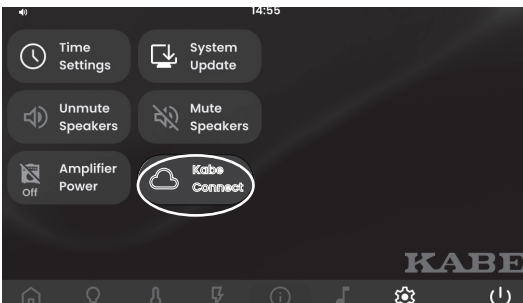 14:55
Time
Settings
System
Update
Unmute
Speakers
Mute
Speakers
Off
Amplifier
Power
Kabe
Connect
KABE